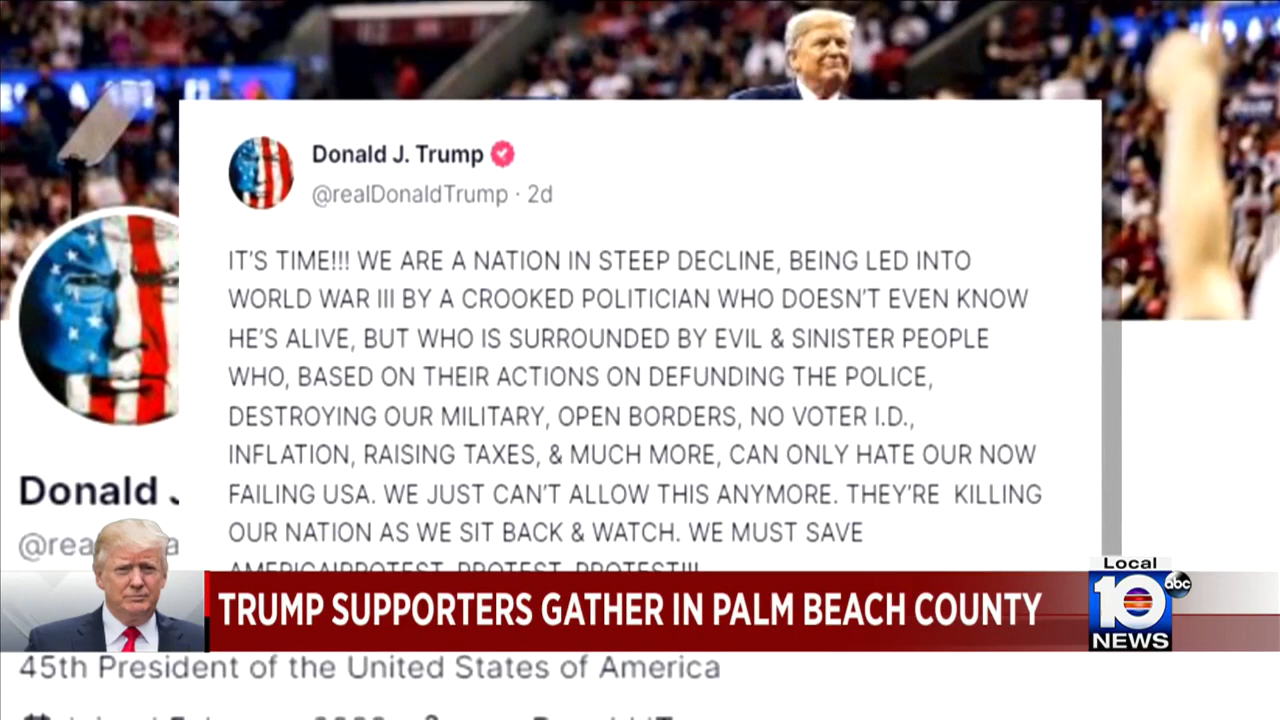 Donald J. Trump
@realDonaldTrump · 2d
IT'S TIME!!! WE ARE A NATION IN STEEP DECLINE, BEING LED INTO
WORLD WAR III BY A CROOKED POLITICIAN WHO DOESN'T EVEN KNOW
HE'S ALIVE, BUT WHO IS SURROUNDED BY EVIL & SINISTER PEOPLE
WHO, BASED ON THEIR ACTIONS ON DEFUNDING THE POLICE,
DESTROYING OUR MILITARY, OPEN BORDERS, NO VOTER I.D.,
INFLATION, RAISING TAXES, & MUCH MORE, CAN ONLY HATE OUR NOW
FAILING USA. WE JUST CAN'T ALLOW THIS ANYMORE. THEY'RE KILLING
OUR NATION AS WE SIT BACK & WATCH. WE MUST SAVE
AMERICA!PROTEST, PROTEST, PROTEST!!!
Donald J
@rea
TRUMP SUPPORTERS GATHER IN PALM BEACH COUNTY
Local
10
abc
NEWS
45th President of the United States of America